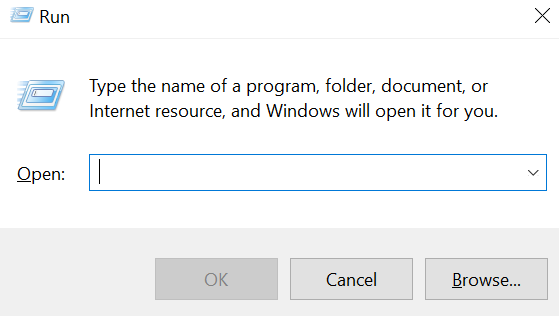 Run
Type the name of a program, folder, document, or
Internet resource, and Windows will open it for you.
Open:
OK Cancel Browse...